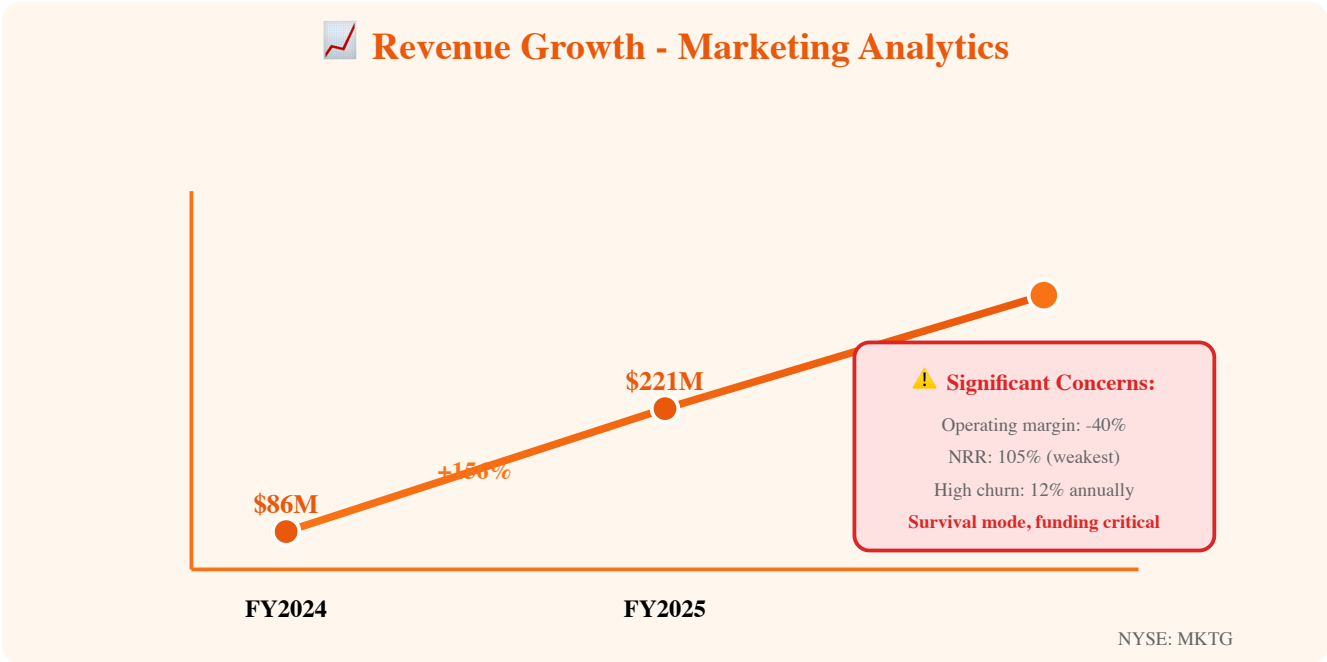 Revenue Growth - Marketing Analytics
$221M
+156%
$86M
Significant Concerns:
Operating margin: -40%
NRR: 105% (weakest)
High churn: 12% annually
Survival mode, funding critical
FY2024
FY2025
NYSE: MKTG